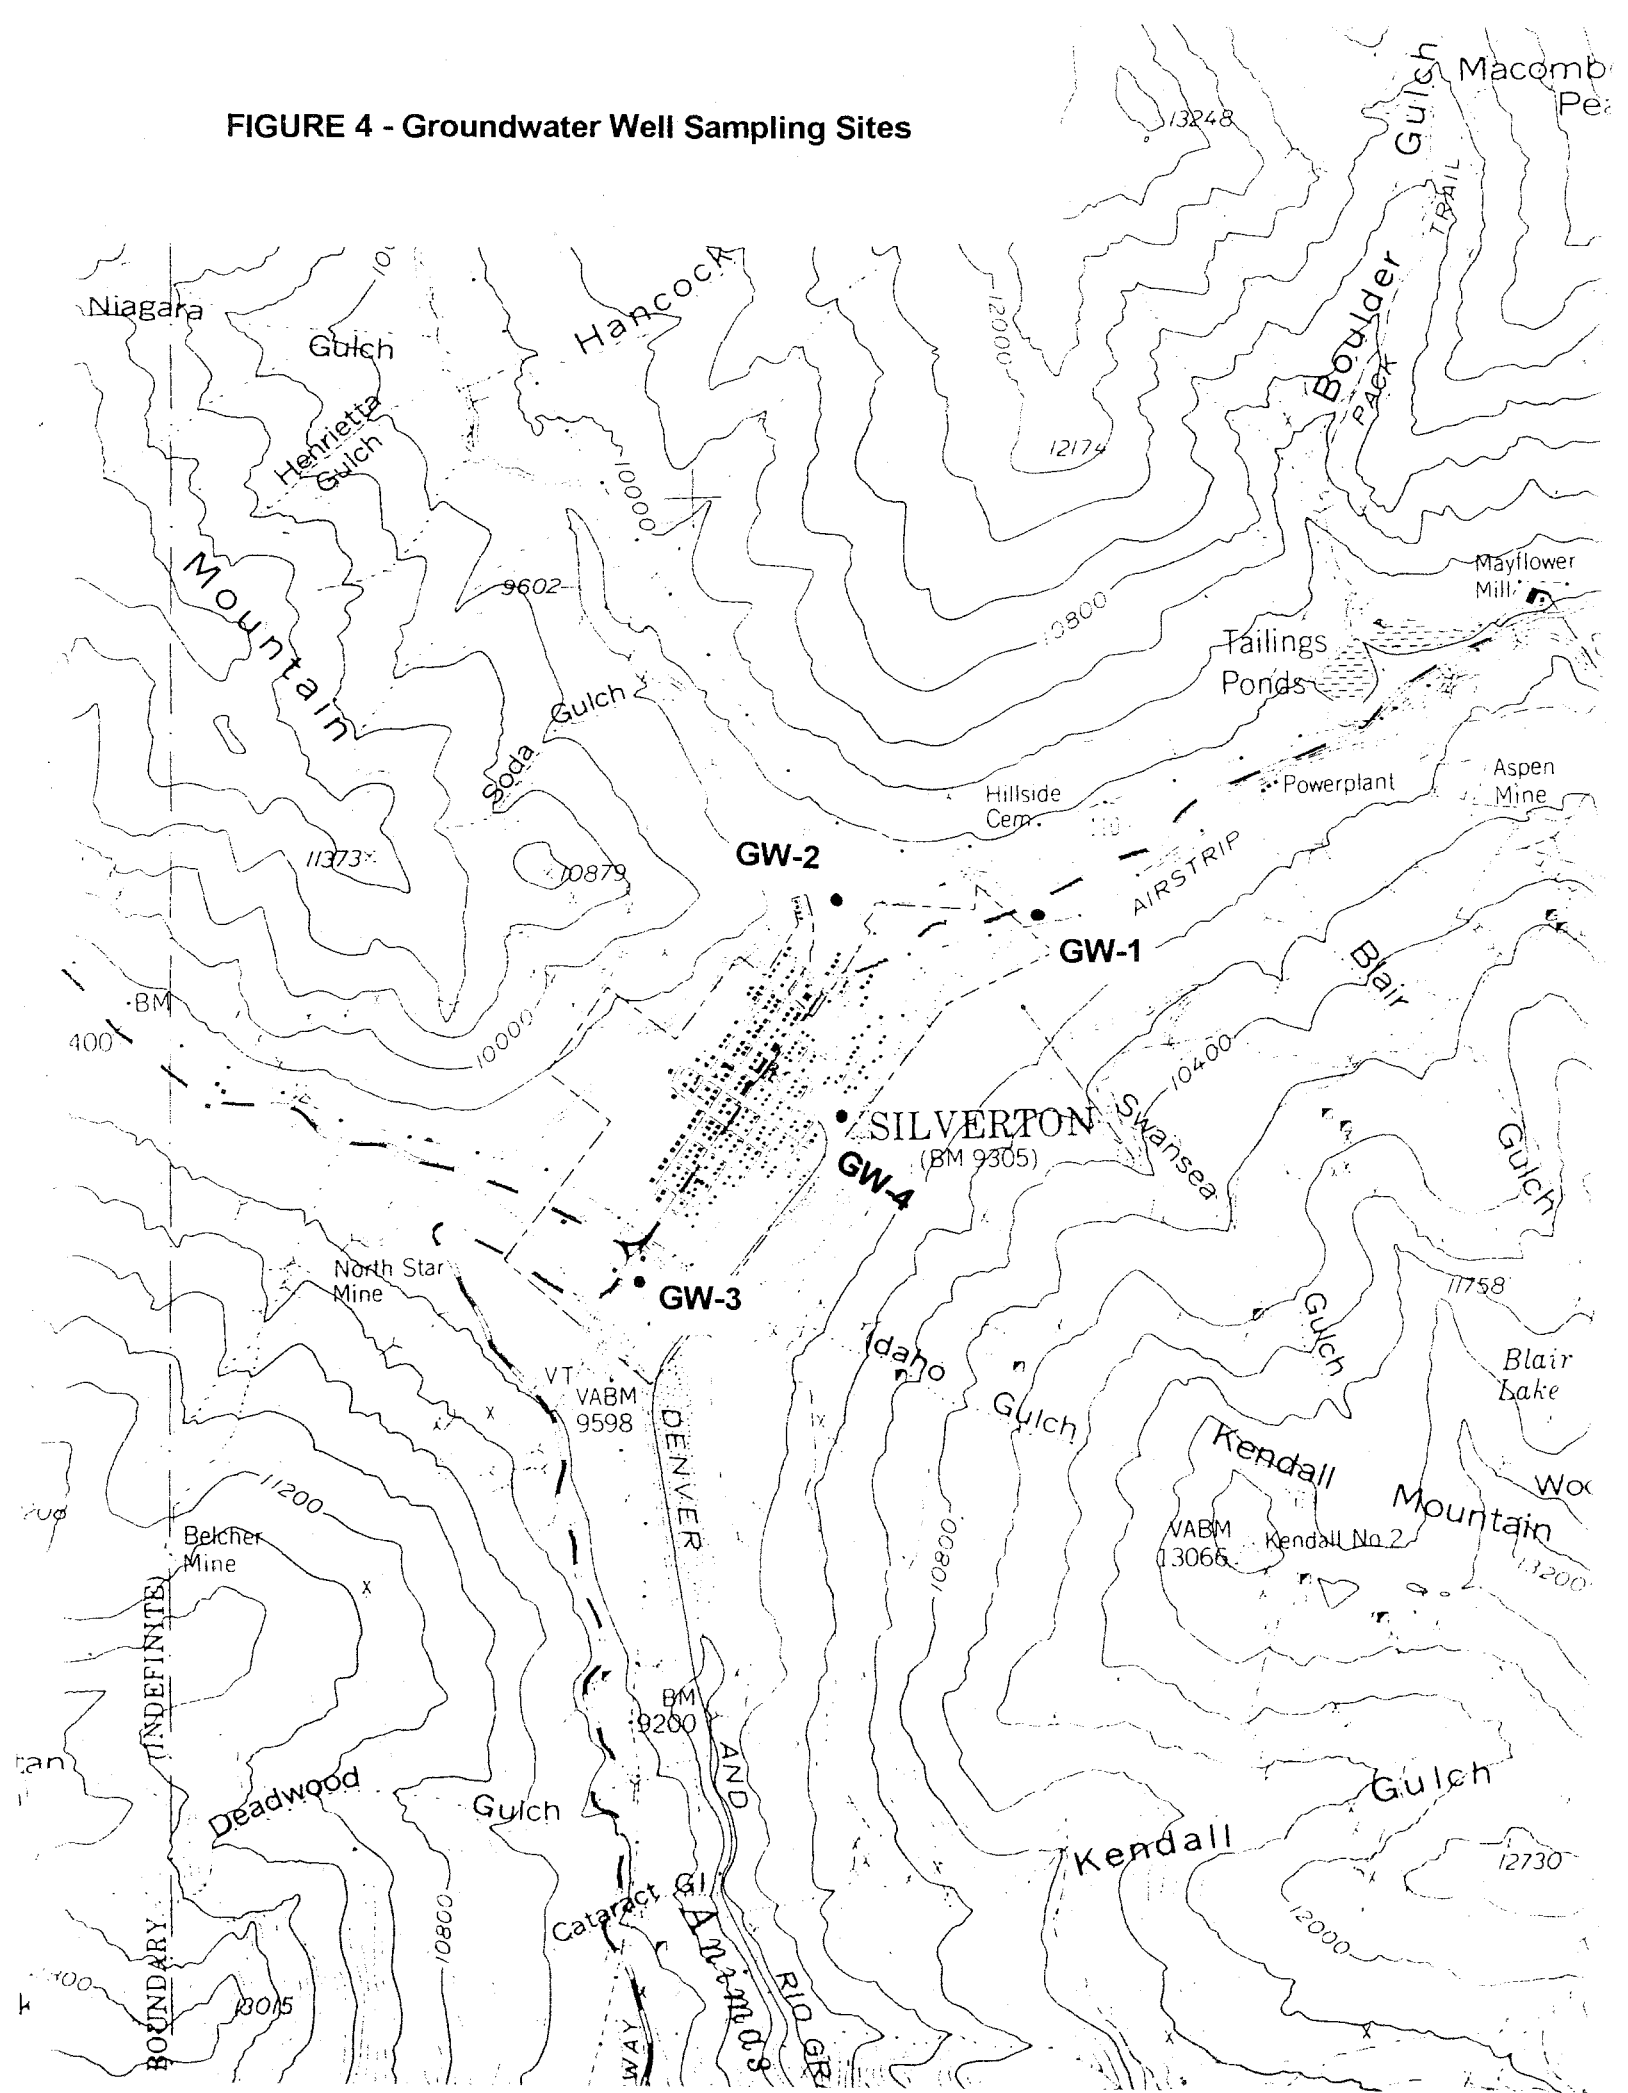 FIGURE 4 - Groundwater Well Sampling Sites
13248
Gulch
Macomb
TRAIL
Boulder
PACK
Niagara
Gulch
Hancock
12000
12174
Henrietta
Gulch
10000
Mountain
9602
10800
Mayflower
Mill
Tailings
Ponds
Soda Gulch
Hillside
Cem.
Powerplant
Aspen
Mine
AIRSTRIP
11373
10879
GW-2
GW-1
BM
400
10000
Blair
Gulch
10400
SILVERTON
(BM 9305)
Swansea
Gulch
GW-4
North Star
Mine
GW-3
11758
Idaho
Gulch
Blair
Lake
VT
VABM
9598
DENVER
Kendall
Mountain
11200
Belcher
Mine
10800
VABM
13066
Kendall No 2
13200
(INDEFINITE)
BM
9200
AND
Deadwood
Gulch
Kendall
Gulch
12730
12000
Cataract Gl
10800
Animas
BOUNDARY
13015
RIO GR
WAY